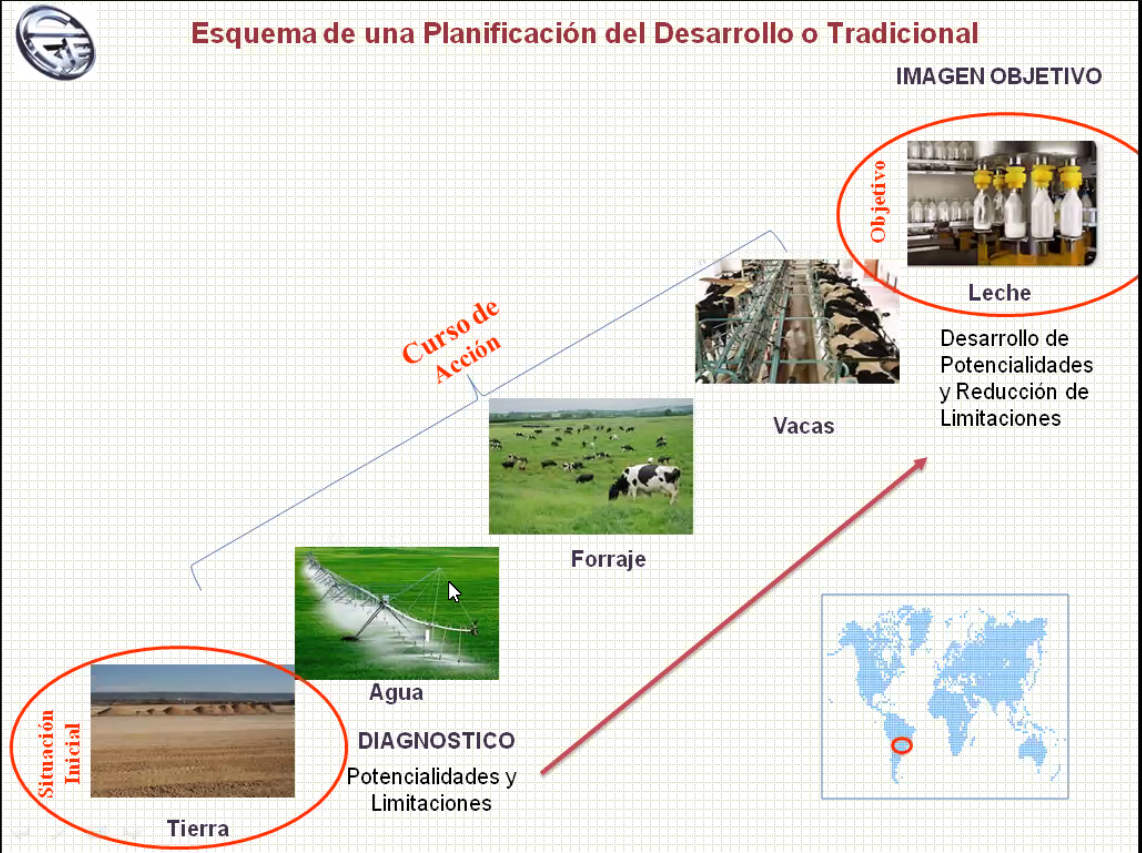 Esquema de una Planificación del Desarrollo o Tradicional
IMAGEN OBJETIVO
Objetivo
Leche
Desarrollo de
Potencialidades
y Reducción de
Limitaciones
Curso de
Acción
Vacas
Forraje
Agua
DIAGNOSTICO
Potencialidades y
Limitaciones
Situación
Inicial
Tierra